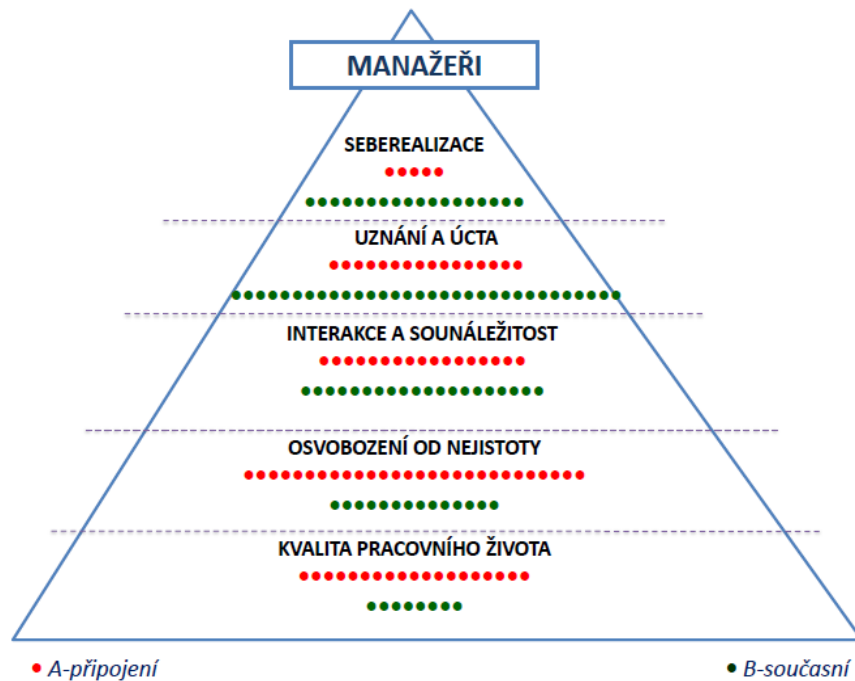 MANAŽEŘI
SEBEREALIZACE
UZNÁNÍ A ÚCTA
INTERAKCE A SOUNÁLEŽITOST
OSVOBOZENÍ OD NEJISTOTY
KVALITA PRACOVNÍHO ŽIVOTA
A-připojení
B-současní